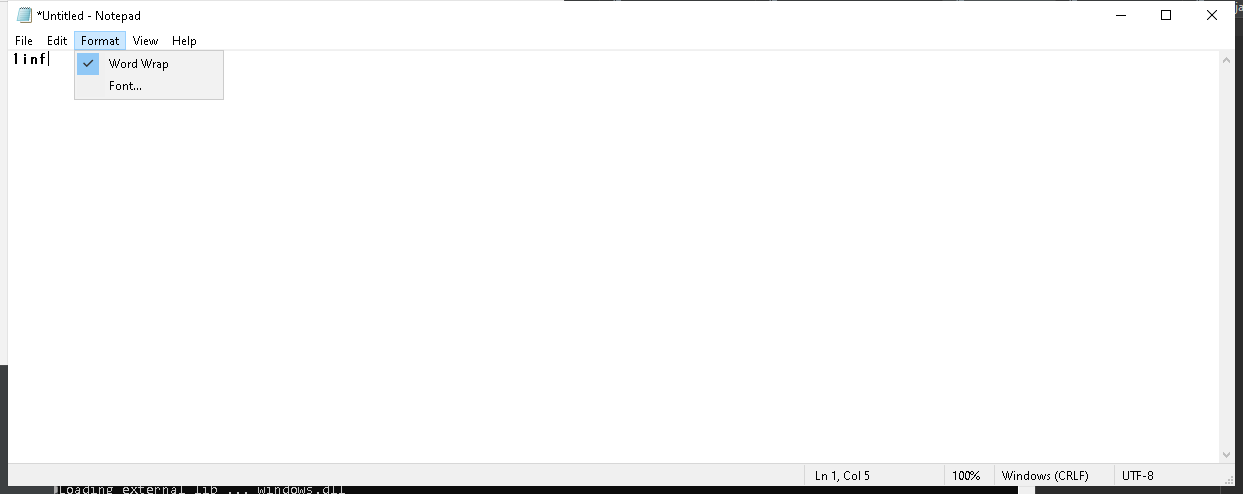 *Untitled - Notepad
File Edit Format View Help
linf
Word Wrap
Font...
Ln 1, Col 5 100% Windows (CRLF) UTF-8
Loading external lib ... windows.dll